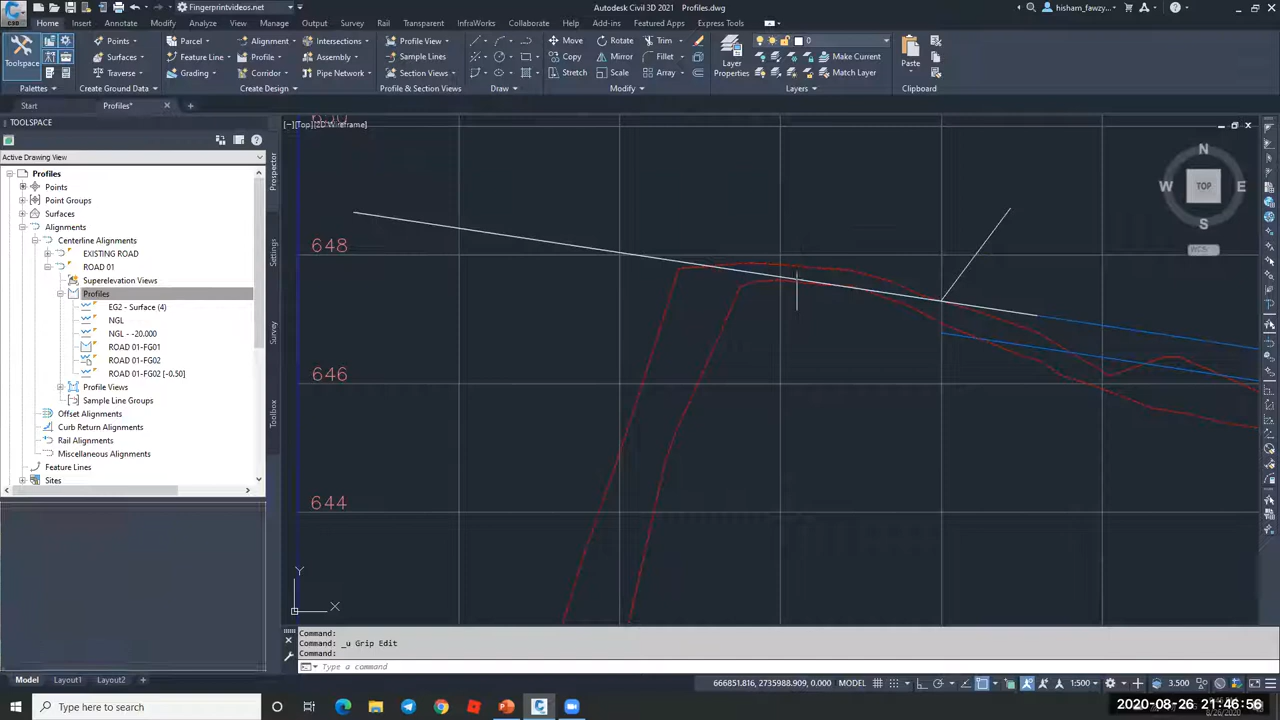 C3D
Fingerprintvideos.net
Autodesk Civil 3D 2021 Profiles.dwg
hisham_fawzy...
Home Insert Annotate Modify Analyze View Manage Output Survey Rail Transparent InfraWorks Collaborate Help Add-ins Featured Apps Express Tools
Toolspace
Palettes
Points
Surfaces
Traverse
Create Ground Data
Parcel
Feature Line
Grading
Alignment
Profile
Corridor
Intersections
Assembly
Pipe Network
Create Design
Profile View
Sample Lines
Section Views
Profile & Section Views
Draw
Move Rotate Trim
Copy Mirror Fillet
Stretch Scale Array
Modify
Layer
Properties
0
Make Current
Match Layer
Layers
Paste
Clipboard
Start Profiles*
TOOLSPACE
Active Drawing View
Profiles
Points
Point Groups
Surfaces
Alignments
Centerline Alignments
EXISTING ROAD
ROAD 01
Superelevation Views
Profiles
EG2 - Surface (4)
NGL
NGL - -20.000
ROAD 01-FG01
ROAD 01-FG02
ROAD 01-FG02 [-0.50]
Profile Views
Sample Line Groups
Offset Alignments
Curb Return Alignments
Rail Alignments
Miscellaneous Alignments
Feature Lines
Sites
Prospector
Settings
Survey
Toolbox
[−][Top][2D Wireframe]
650
648
646
644
N
W TOP E
S
WCS
Y
X
Command:
Command: _u Grip Edit
Command:
Type a command
Model Layout1 Layout2
666851.816, 2735988.909, 0.000 MODEL 1:500 3.500
Type here to search
2020-08-26 21:48:56